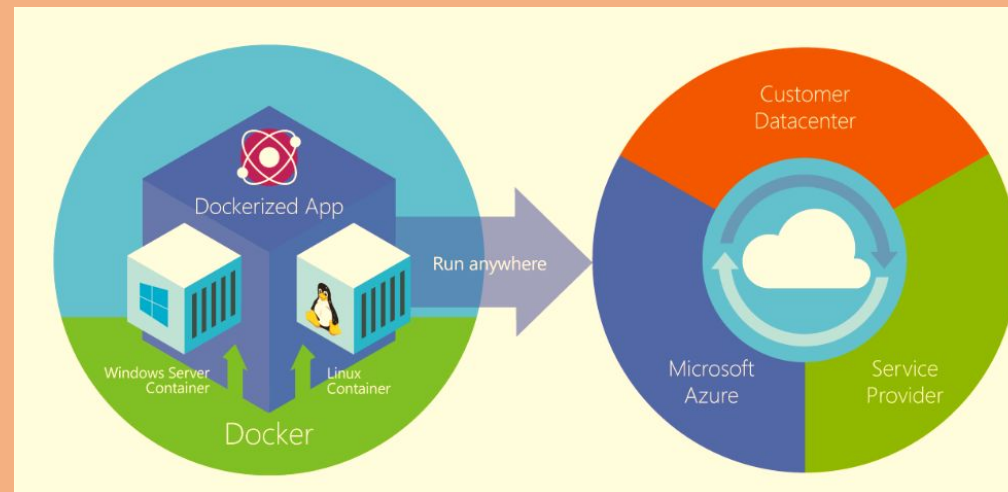 Dockerized App
Windows Server
Container
Linux
Container
Docker
Run anywhere
Customer
Datacenter
Microsoft
Azure
Service
Provider